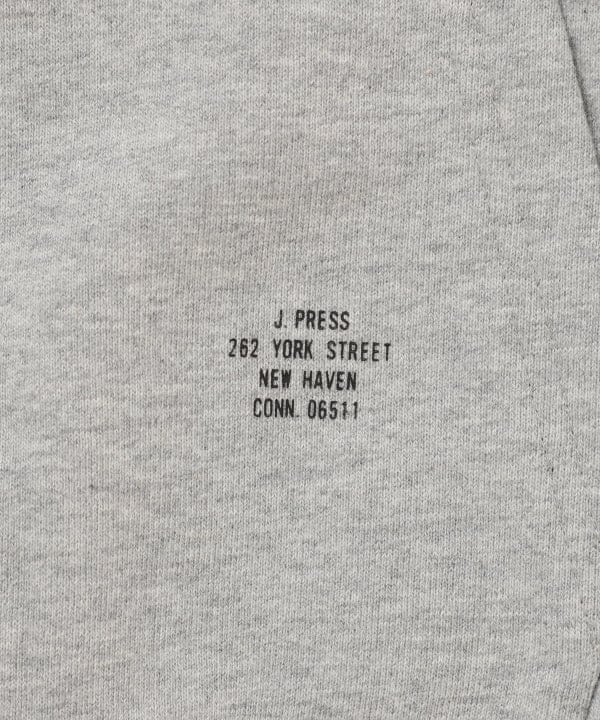 J. PRESS
262 YORK STREET
NEW HAVEN
CONN. 06511